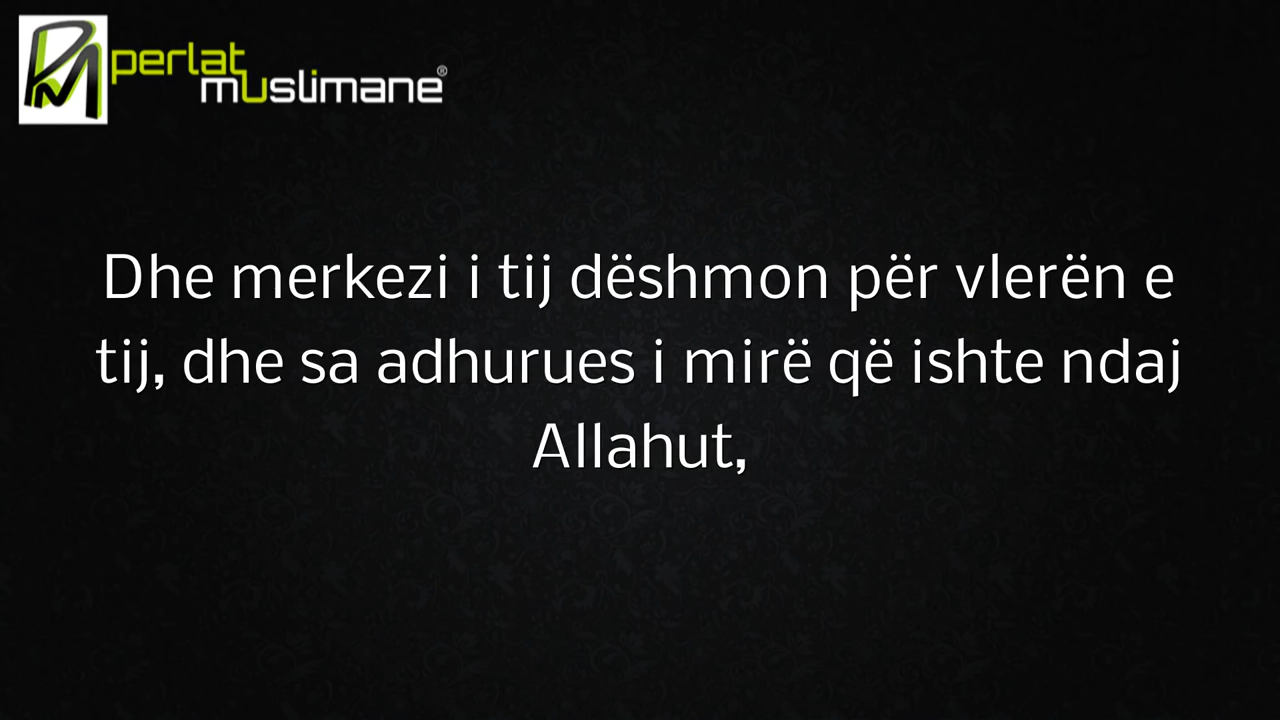 perlat
muslimane®
Dhe merkezi i tij dëshmon për vlerën e
tij, dhe sa adhurues i mirë që ishte ndaj
Allahut,